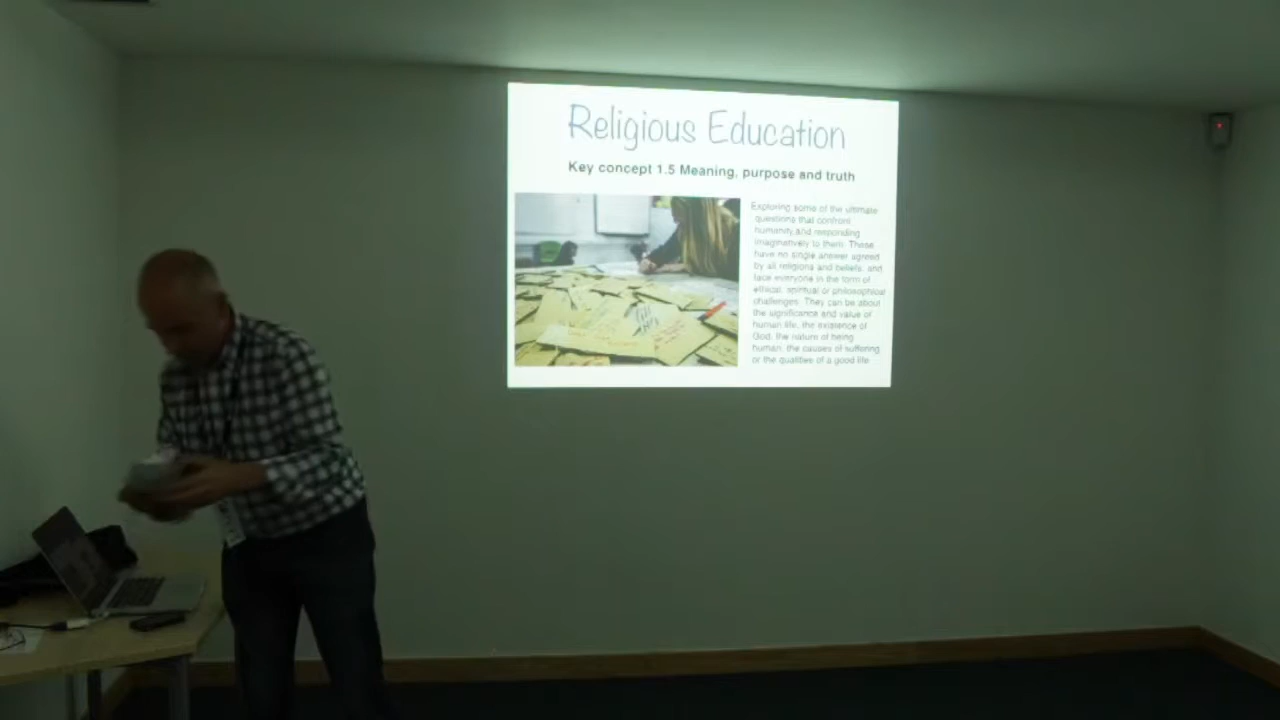 Religious Education
Key concept 1.5 Meaning, purpose and truth
Exploring some of the ultimate
questions that confront
humanity,and responding
imaginatively to them. These
have no single answer agreed
by all religions and beliefs; and
face everyone in the form of
ethical, spiritual or philosophical
challenges. They can be about
the significance and value of
human life, the existence of
God, the nature of being
human, the causes of suffering
or the qualities of a good life